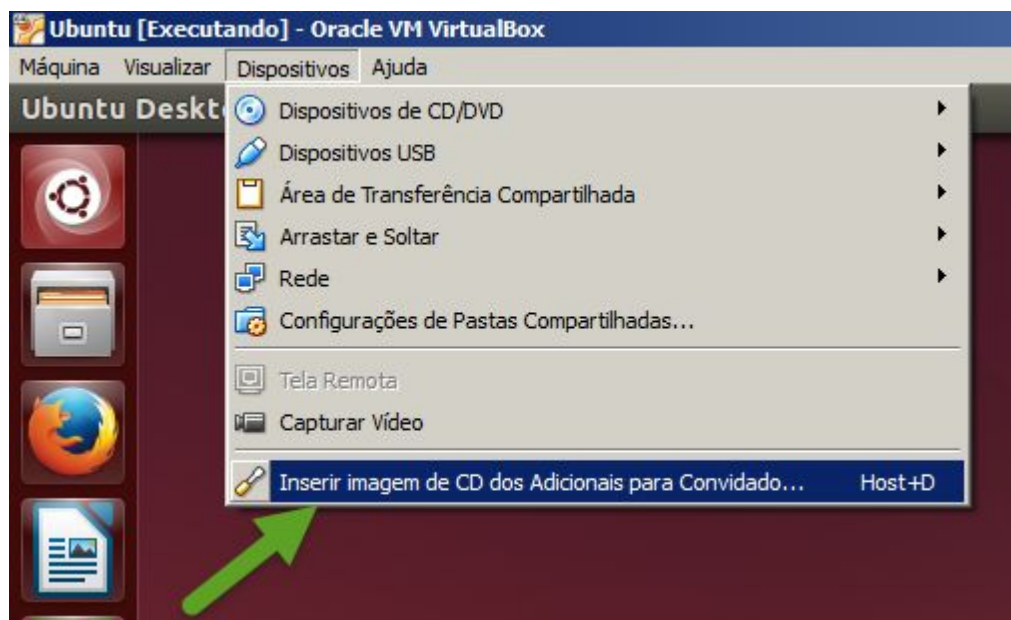 Ubuntu [Executando] - Oracle VM VirtualBox
Máquina Visualizar Dispositivos Ajuda
Ubuntu Deskt
Dispositivos de CD/DVD
Dispositivos USB
Área de Transferência Compartilhada
Arrastar e Soltar
Rede
Configurações de Pastas Compartilhadas...
Tela Remota
Capturar Vídeo
Inserir imagem de CD dos Adicionais para Convidado... Host+D